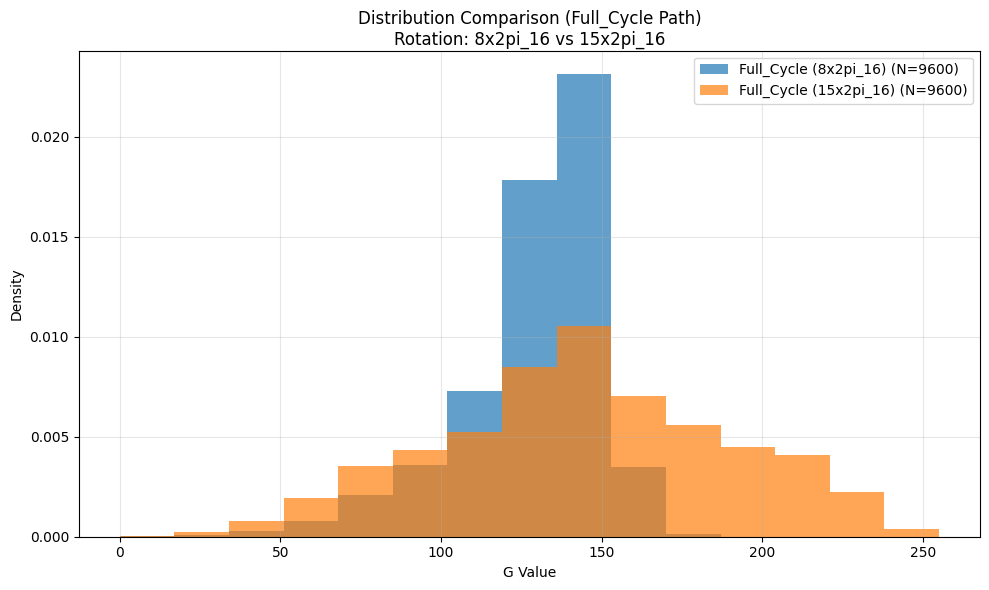 Distribution Comparison (Full_Cycle Path)
Rotation: 8x2pi_16 vs 15x2pi_16
Full_Cycle (8x2pi_16) (N=9600)
Full_Cycle (15x2pi_16) (N=9600)
Density
0.020
0.015
0.010
0.005
0.000
0 50 100 150 200 250
G Value